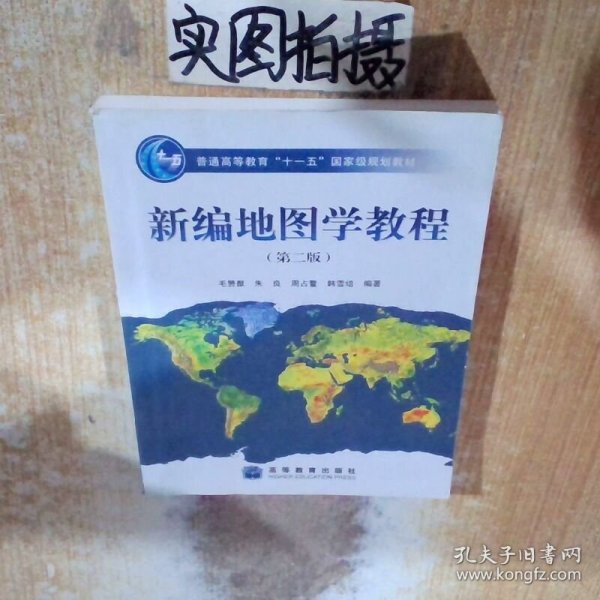 实图拍摄
十一五
普通高等教育“十一五”国家级规划教材
新编地图学教程
(第二版)
毛赞猷 朱良 周占鳌 韩雪培 编著
高等教育出版社
HIGHER EDUCATION PRESS
孔夫子旧书网
www.kongfz.com